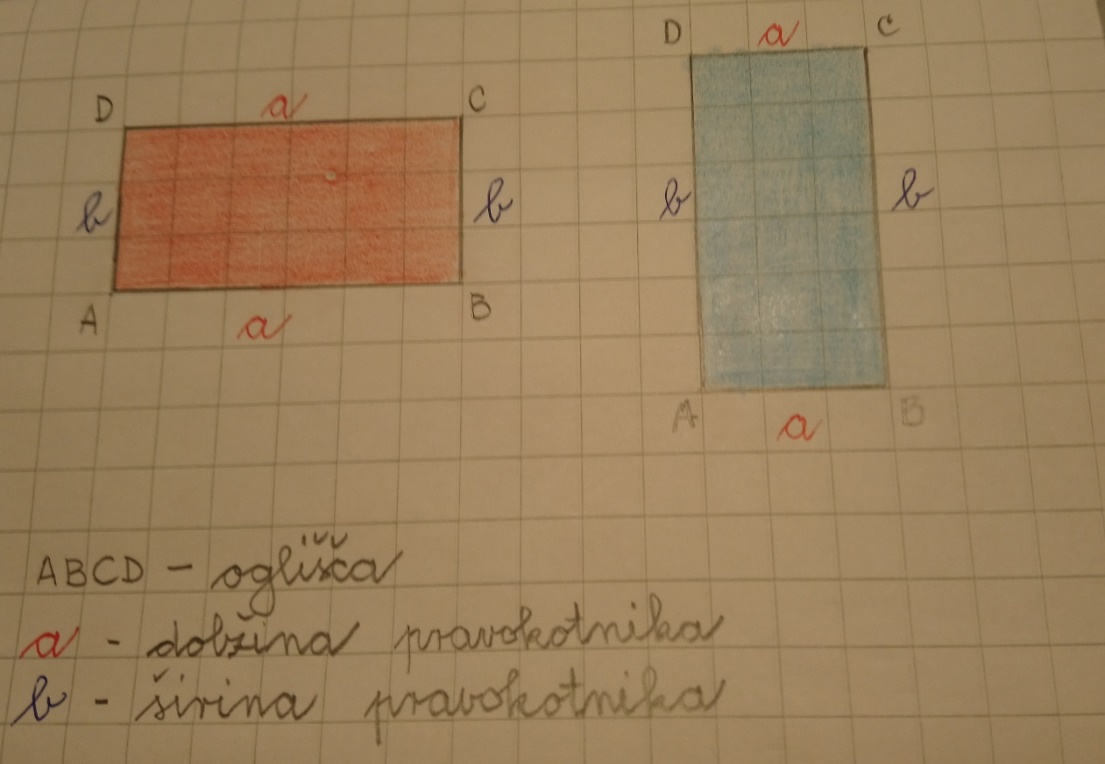 D a C
D a C
b b
b b
A a B
A a B
ABCD - oglišča
a - dolžina pravokotnika
b - širina pravokotnika